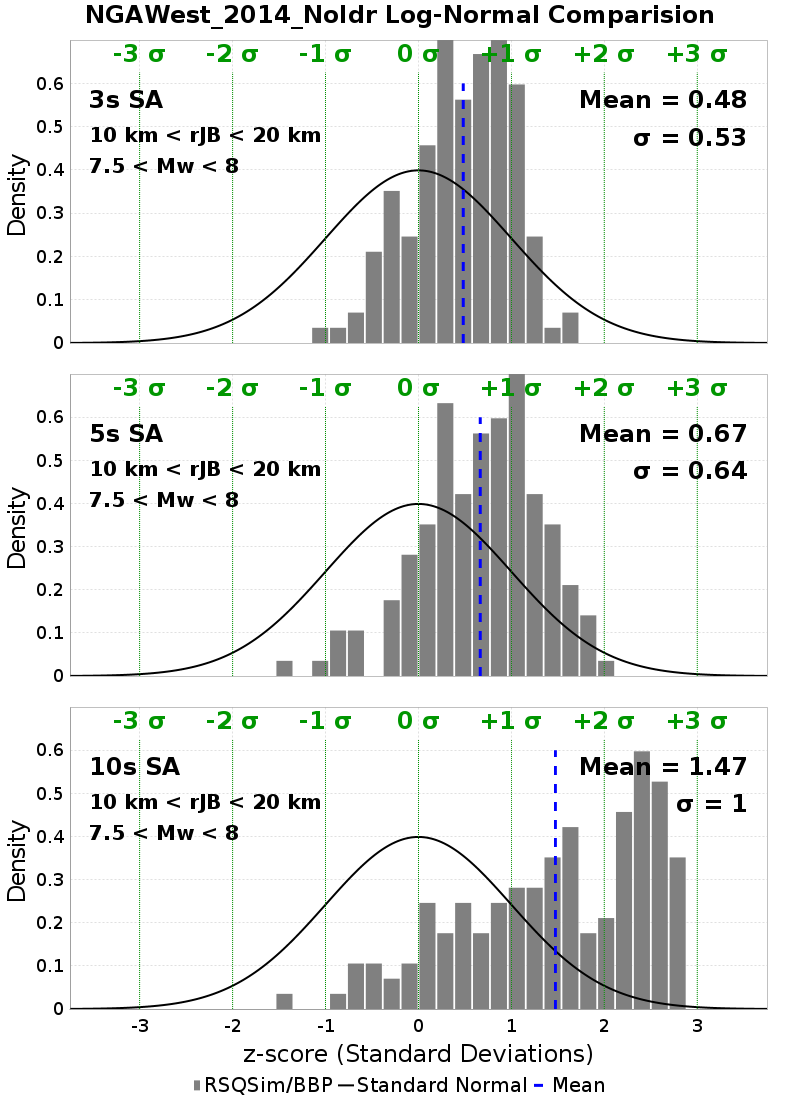 NGAWest_2014_NoIdr Log-Normal Comparision
-3 σ -2 σ -1 σ 0 σ +1 σ +2 σ +3 σ
0.6
3s SA Mean = 0.48
0.5
10 km < rJB < 20 km σ = 0.53
7.5 < Mw < 8
0.4
0.3
0.2
0.1
0
Density
-3 σ -2 σ -1 σ 0 σ +1 σ +2 σ +3 σ
0.6
5s SA Mean = 0.67
0.5
10 km < rJB < 20 km σ = 0.64
7.5 < Mw < 8
0.4
0.3
0.2
0.1
0
Density
-3 σ -2 σ -1 σ 0 σ +1 σ +2 σ +3 σ
0.6
10s SA Mean = 1.47
0.5
10 km < rJB < 20 km σ = 1
7.5 < Mw < 8
0.4
0.3
0.2
0.1
0
Density
-3 -2 -1 0 1 2 3
z-score (Standard Deviations)
RSQSim/BBP Standard Normal Mean